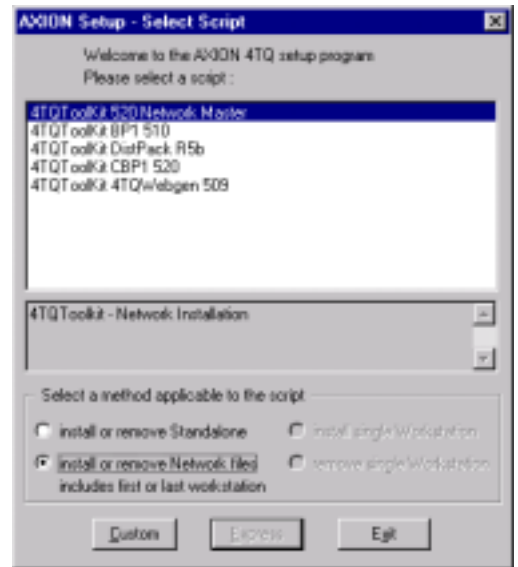 AXION Setup - Select Script
Welcome to the AXION 4TQ setup program
Please select a script :
4TQToolKit 520 Network Master
4TQToolKit BP1 510
4TQToolKit DistPack R5b
4TQToolKit CBP1 520
4TQToolKit 4TQWebgen 509
4TQToolkit - Network Installation
Select a method applicable to the script
install or remove Standalone
install single Workstation
install or remove Network files
remove single Workstation
includes first or last workstation
Custom
Express
Exit